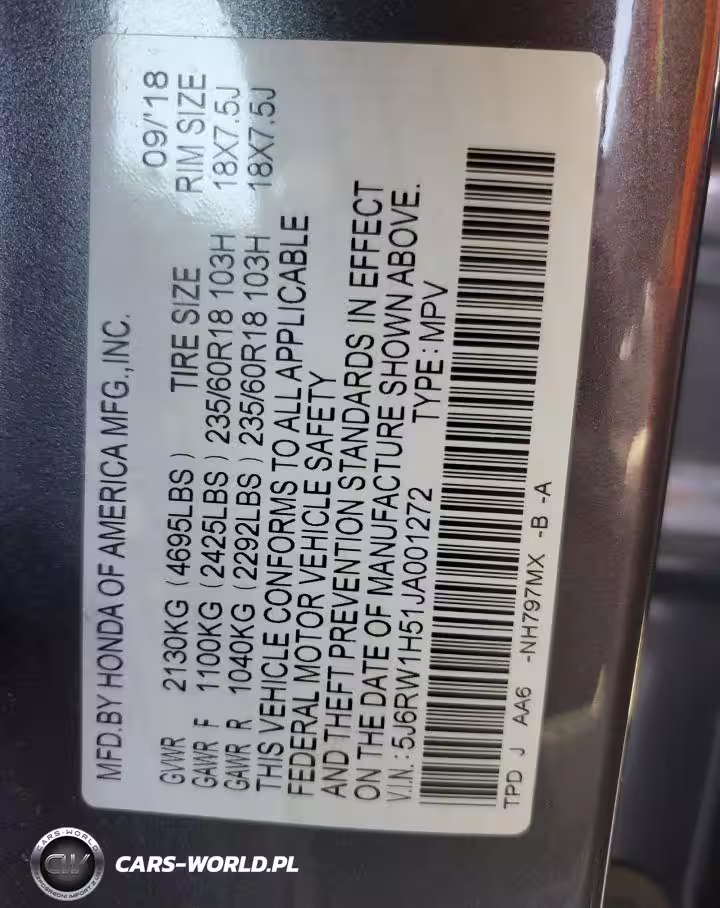 MFD.BY HONDA OF AMERICA MFG.,INC. 09/'18
GVWR 2130KG (4695LBS) TIRE SIZE RIM SIZE
GAWR F 1100KG (2425LBS) 235/60R18 103H 18X7.5J
GAWR R 1040KG (2292LBS) 235/60R18 103H 18X7.5J
THIS VEHICLE CONFORMS TO ALL APPLICABLE
FEDERAL MOTOR VEHICLE SAFETY
AND THEFT PREVENTION STANDARDS IN EFFECT
ON THE DATE OF MANUFACTURE SHOWN ABOVE.
V.I.N.: 5J6RW1H51JA001272 TYPE: MPV
TPD J AA6 -NH797MX -B -A
CARS-WORLD
CW
CARS-WORLD.PL